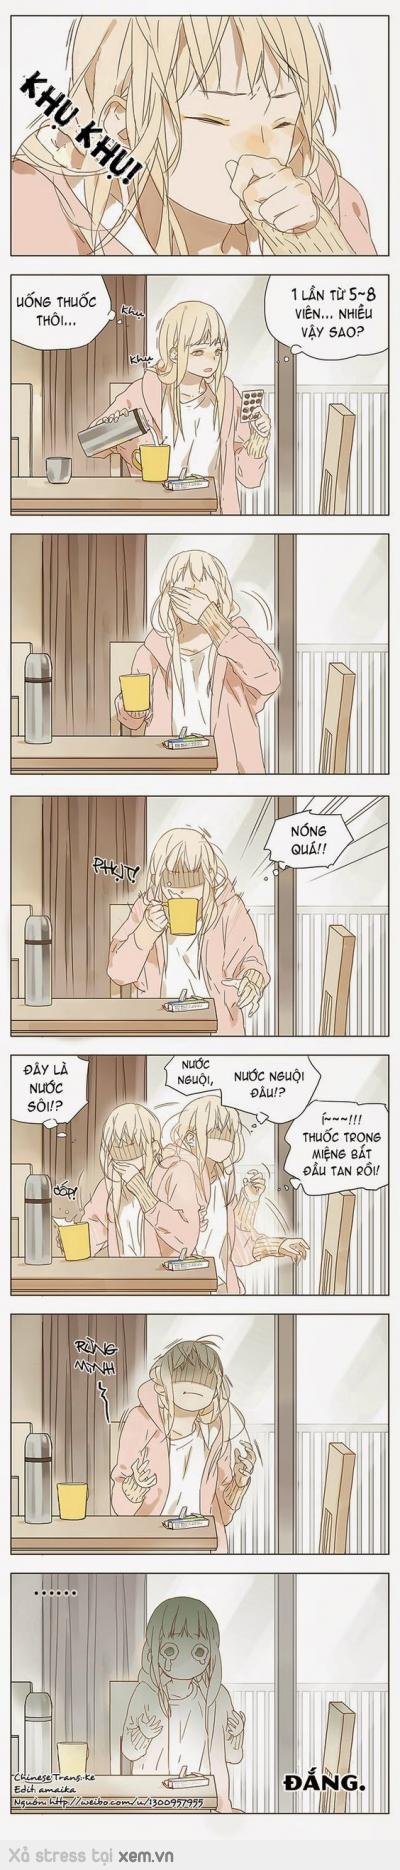 KHỤ KHỤ!
UỐNG THUỐC
THÔI...
KHỤ
KHỤ
1 LẦN TỪ 5~8
VIÊN... NHIỀU
VẬY SAO?
PHỤT!
NÓNG
QUÁ!!
ĐÂY LÀ
NƯỚC
SÔI!?
NƯỚC
NGUỘI,
NƯỚC NGUỘI
ĐÂU!?
Í~~~!!!
THUỐC TRONG
MIỆNG BẮT
ĐẦU TAN RỒI!
CỐP!
RÙNG
MÌNH
......
ĐẮNG.
Chinese Trans: Ke
Edit: amaika
Nguồn: http://weibo.com/u/1300957955
Xả stress tại xem.vn